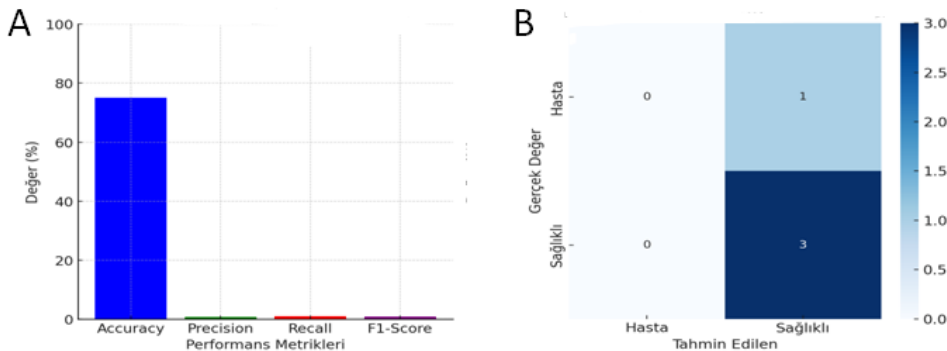 A
100
80
60
40
20
0
Değer (%)
Accuracy Precision Recall F1-Score
Performans Metrikleri
B
Gerçek Değer
Hasta
0 1
Sağlıklı
0 3
Hasta Sağlıklı
Tahmin Edilen
3.0
2.5
2.0
1.5
1.0
0.5
0.0